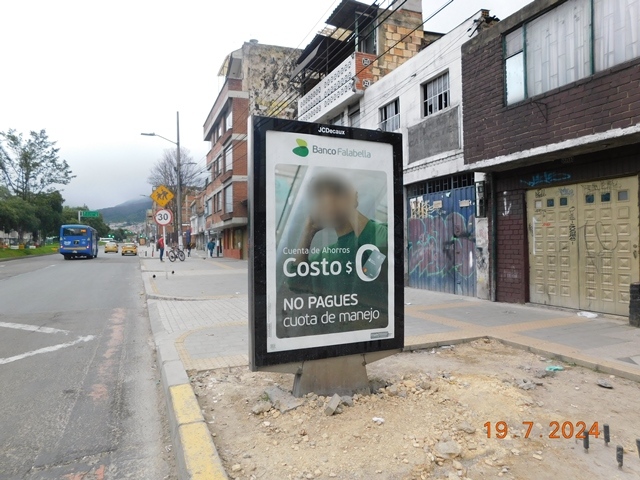 JCDecaux
Banco Falabella
Cuenta de Ahorros
Costo $0
NO PAGUES
cuota de manejo
30
19 7 2024